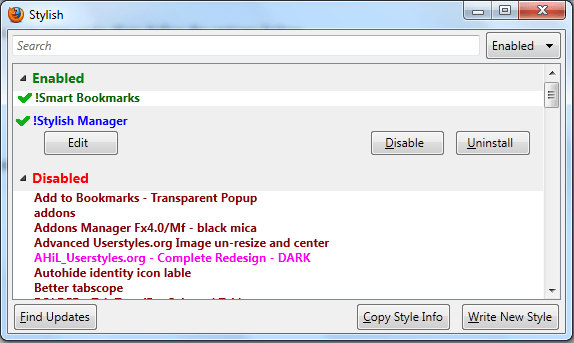 Stylish
Search
Enabled
Enabled
!Smart Bookmarks
!Stylish Manager
Edit
Disable
Uninstall
Disabled
Add to Bookmarks - Transparent Popup
addons
Addons Manager Fx4.0/Mf - black mica
Advanced Userstyles.org Image un-resize and center
AHiL_Userstyles.org - Complete Redesign - DARK
Autohide identity icon lable
Better tabscope
Find Updates
Copy Style Info
Write New Style